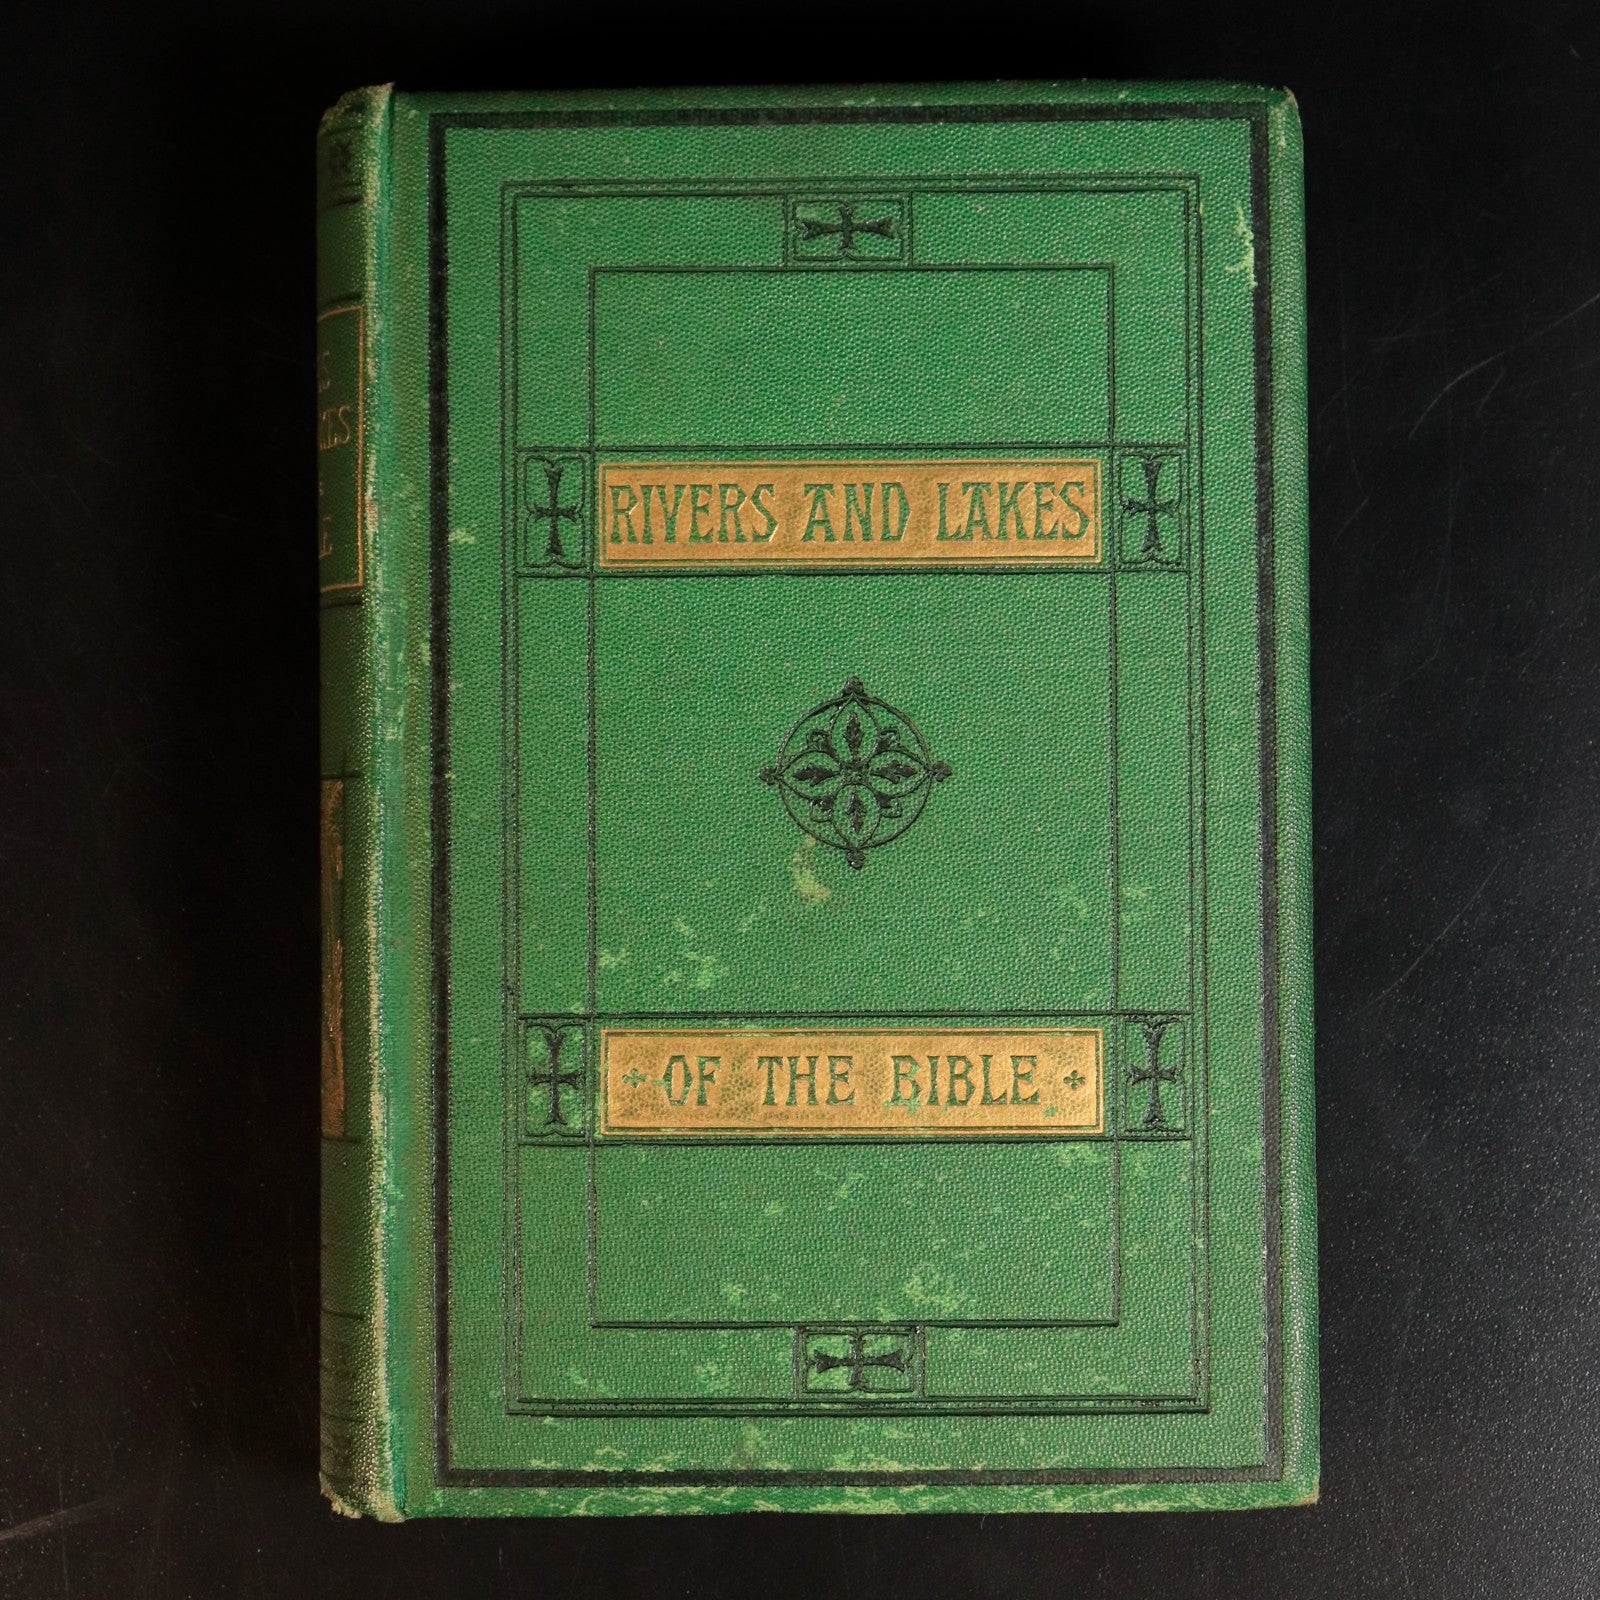 RIVERS AND LAKES
OF THE BIBLE